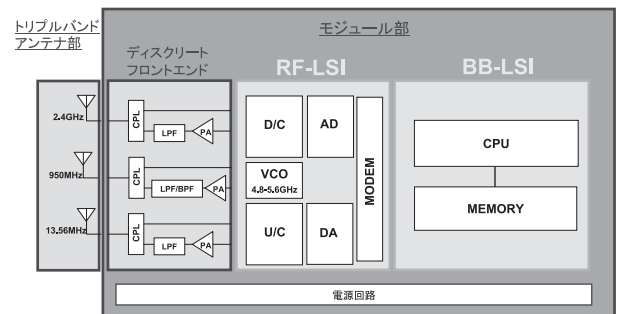 トリプルバンド
アンテナ部
モジュール部
ディスクリート
フロントエンド
RF-LSI
BB-LSI
2.4GHz
CPL
LPF
PA
950MHz
CPL
LPF/BPF
PA
13.56MHz
CPL
LPF
PA
D/C
AD
VCO
4.8-5.6GHz
U/C
DA
MODEM
CPU
MEMORY
電源回路